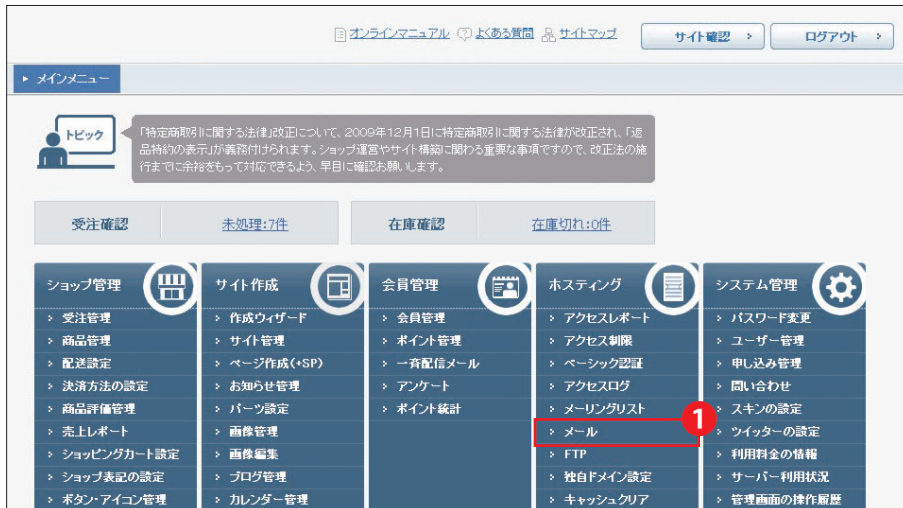 オンラインマニュアル よくある質問 サイトマップ サイト確認 ログアウト
メインメニュー
トピック
「特定商取引に関する法律」改正について、2009年12月1日に特定商取引に関する法律が改正され、「返
品特約の表示」が義務付けられます。ショップ運営やサイト構築に関わる重要な事項ですので、改正法の施
行までに余裕をもって対応できるよう、早目に確認お願いします。
受注確認 未処理:7件 在庫確認 在庫切れ:0件
ショップ管理 サイト作成 会員管理 ホスティング システム管理
受注管理 作成ウィザード 会員管理 アクセスレポート パスワード変更
商品管理 サイト管理 ポイント管理 アクセス制限 ユーザー管理
配送設定 ページ作成(+SP) 一斉配信メール ベーシック認証 申し込み管理
決済方法の設定 お知らせ管理 アンケート アクセスログ 問い合わせ
商品評価管理 パーツ設定 ポイント統計 メーリングリスト スキンの設定
1
売上レポート 画像管理 メール ツイッターの設定
ショッピングカート設定 画像編集 FTP 利用料金の情報
ショップ表記の設定 ブログ管理 独自ドメイン設定 サーバー利用状況
ボタン・アイコン管理 カレンダー管理 キャッシュクリア 管理画面の操作履歴